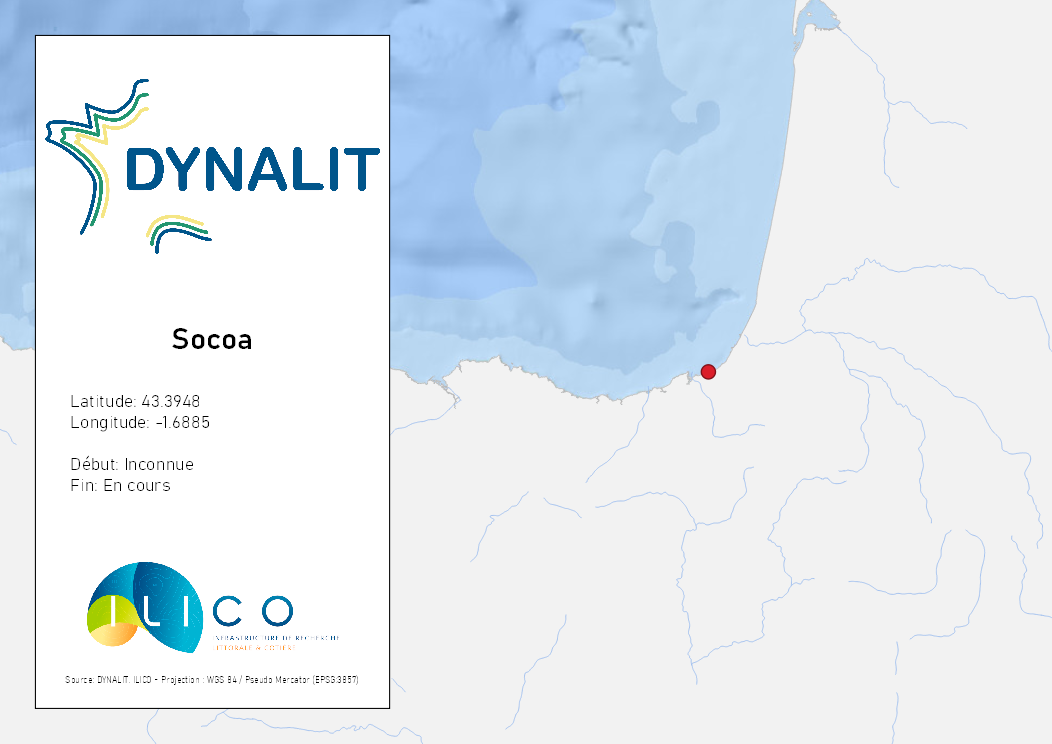 DYNALIT
Socoa
Latitude: 43.3948
Longitude: -1.6885
Début: Inconnue
Fin: En cours
ILICO
INFRASTRUCTURE DE RECHERCHE
LITTORALE & CÔTIÈRE
Source: DYNALIT, ILICO - Projection : WGS 84 / Pseudo Mercator (EPSG:3857)